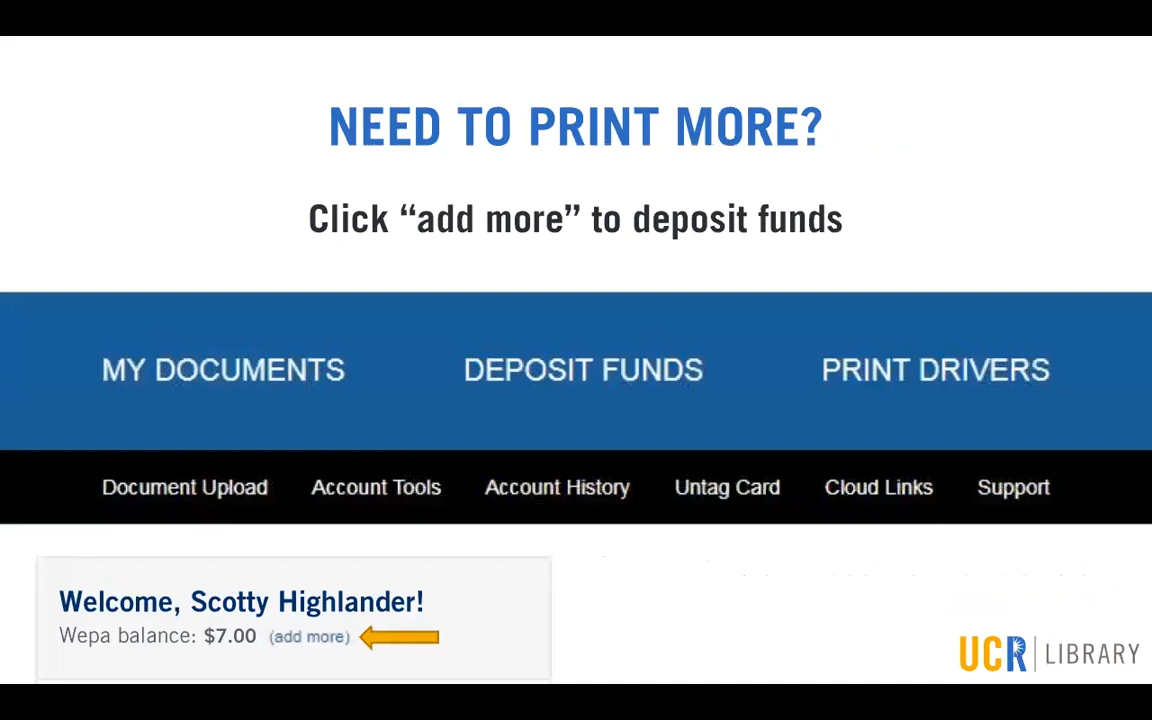 NEED TO PRINT MORE?
Click “add more” to deposit funds
MY DOCUMENTS DEPOSIT FUNDS PRINT DRIVERS
Document Upload Account Tools Account History Untag Card Cloud Links Support
Welcome, Scotty Highlander!
Wepa balance: $7.00 (add more)
UCR LIBRARY